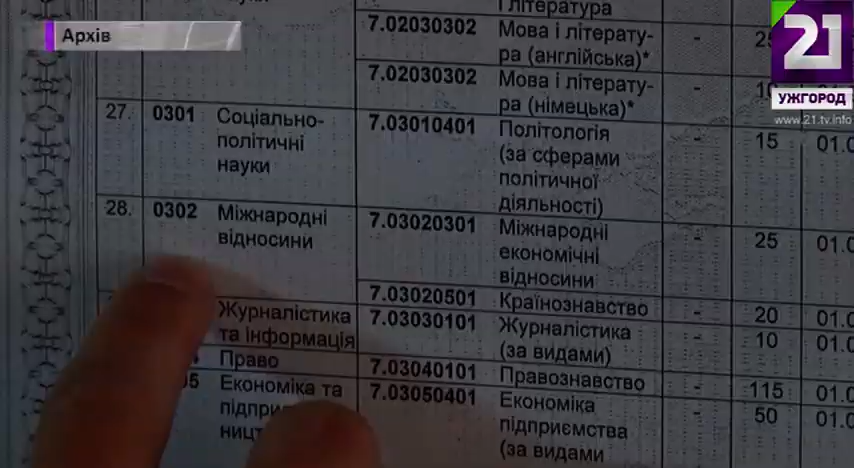 література
Архів
7.02030302 Мова і літерату- -
ра (англійська)*
7.02030302 Мова і літерату- -
ра (німецька)*
21
УЖГОРОД
www.21.tv.info
27. 0301 Соціально- 7.03010401 Політологія - 15
політичні (за сферами
науки політичної
діяльності)
28. 0302 Міжнародні 7.03020301 Міжнародні - 25
відносини економічні
відносини
7.03020501 Країнознавство - 20
Журналістика 7.03030101 Журналістика - 10
та інформація (за видами)
Право 7.03040101 Правознавство - 115
Економіка та 7.03050401 Економіка - 50
підприємства
(за видами